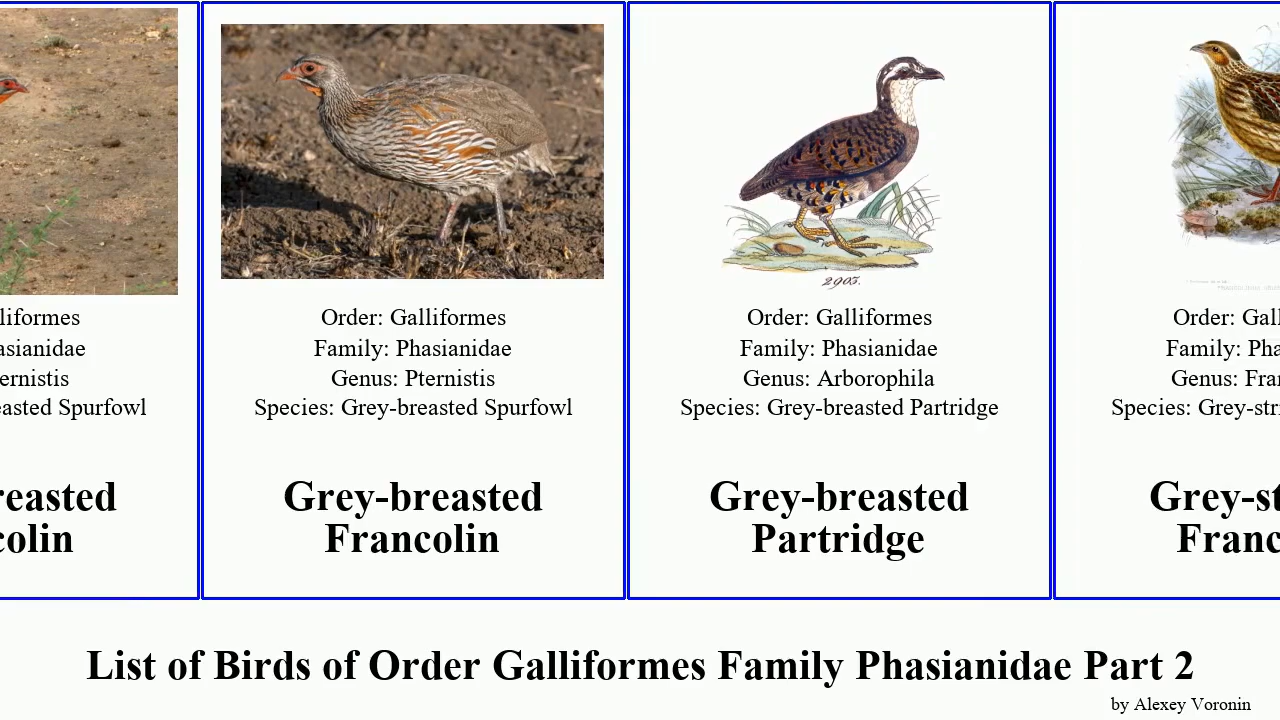 liformes
asianidae
ernistis
easted Spurfowl
reasted
colin
Order: Galliformes
Family: Phasianidae
Genus: Pternistis
Species: Grey-breasted Spurfowl
Grey-breasted
Francolin
2903.
Order: Galliformes
Family: Phasianidae
Genus: Arborophila
Species: Grey-breasted Partridge
Grey-breasted
Partridge
Order: Gall
Family: Pha
Genus: Fran
Species: Grey-stri
Grey-st
Franc
List of Birds of Order Galliformes Family Phasianidae Part 2
by Alexey Voronin